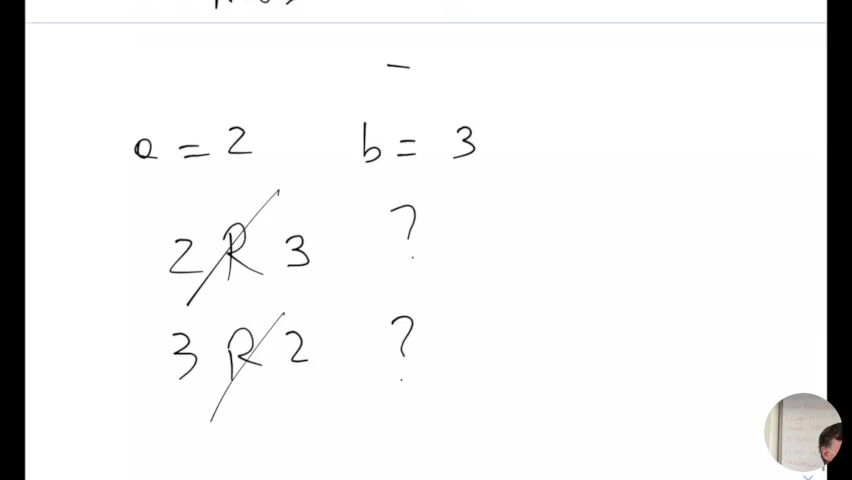 a = 2 b = 3
2 R̸ 3 ?
3 R̸ 2 ?